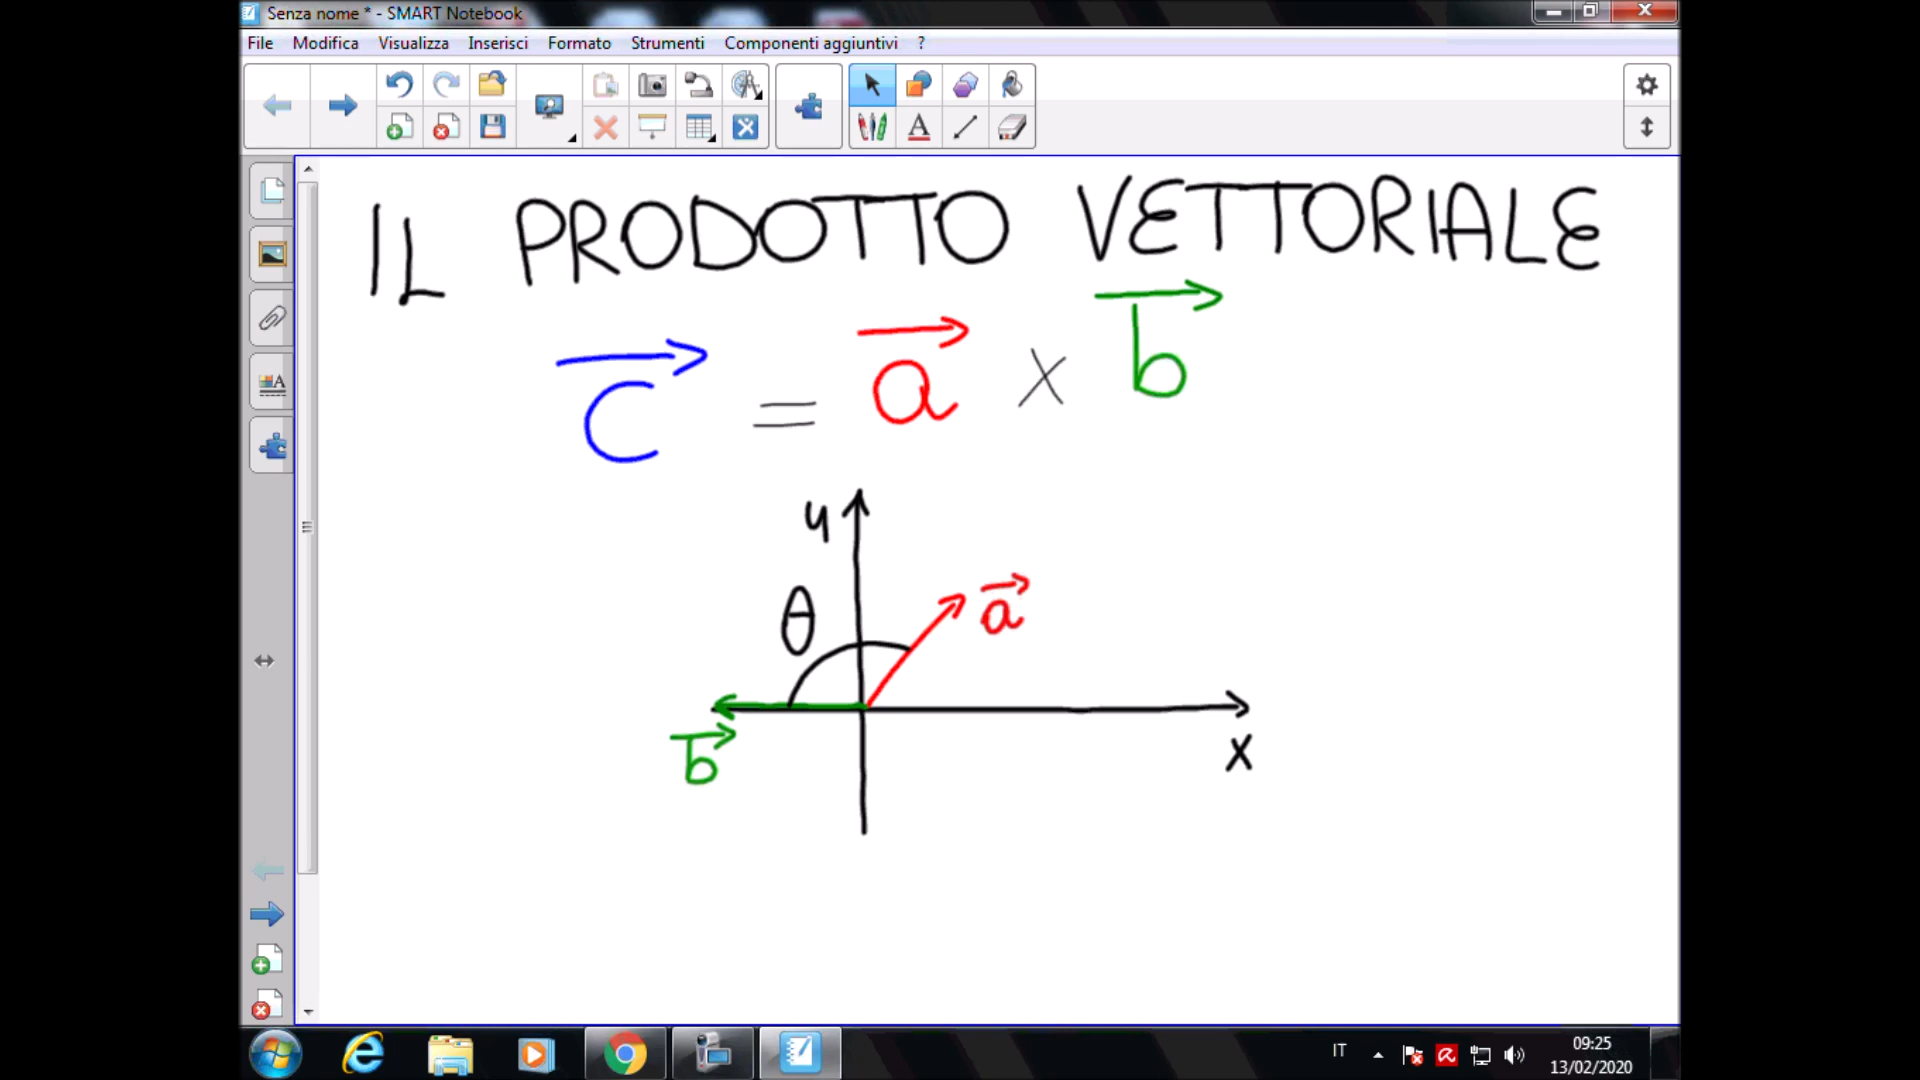 Senza nome * - SMART Notebook
File Modifica Visualizza Inserisci Formato Strumenti Componenti aggiuntivi ?
IL PRODOTTO VETTORIALE
c = a x b
y
θ
a
b
x
IT
09:25
13/02/2020